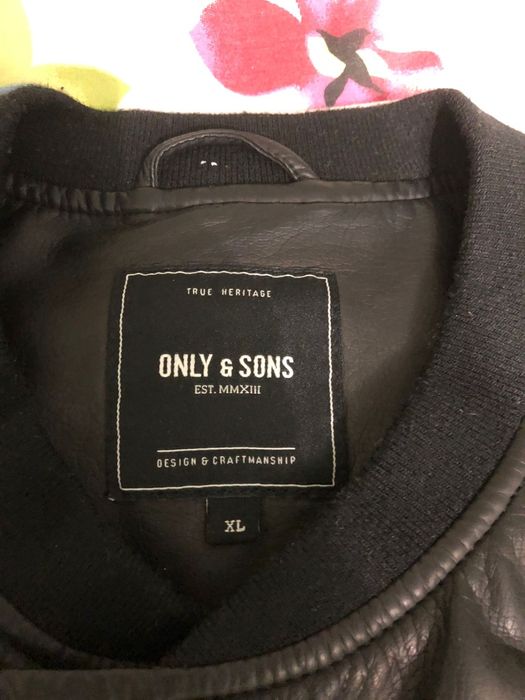 TRUE HERITAGE
ONLY & SONS
EST. MMXIII
DESIGN & CRAFTMANSHIP
XL